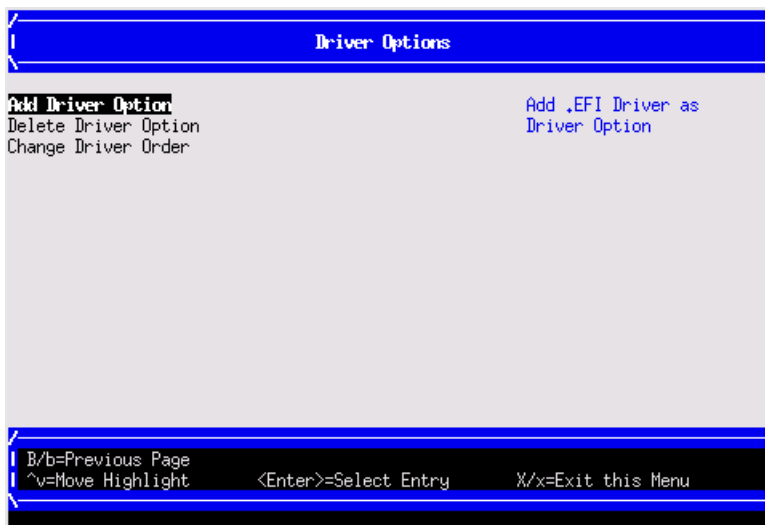 Driver Options
Add Driver Option
Add .EFI Driver as
Driver Option
Delete Driver Option
Change Driver Order
B/b=Previous Page
^v=Move Highlight <Enter>=Select Entry X/x=Exit this Menu